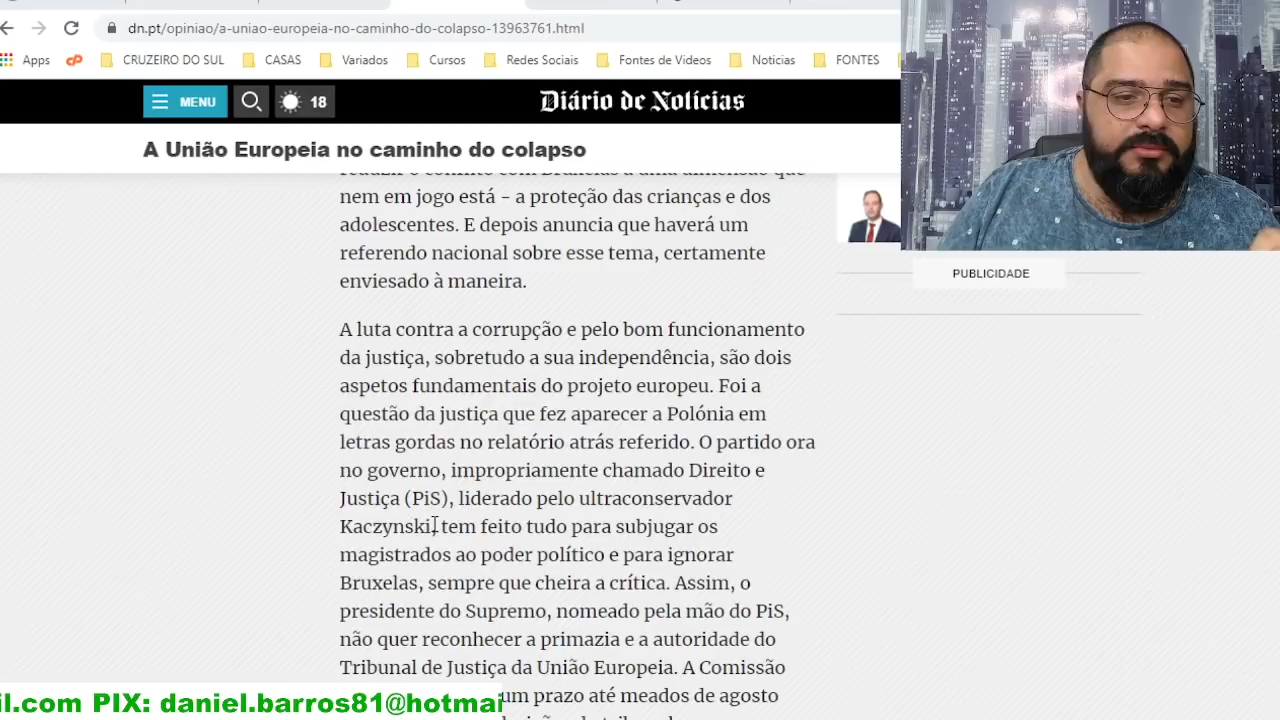 dn.pt/opiniao/a-uniao-europeia-no-caminho-do-colapso-13963761.html
Apps CRUZEIRO DO SUL CASAS Variados Cursos Redes Sociais Fontes de Videos Noticias FONTES
MENU 18 Diário de Notícias
A União Europeia no caminho do colapso
nem em jogo está - a proteção das crianças e dos
adolescentes. E depois anuncia que haverá um
referendo nacional sobre esse tema, certamente
enviesado à maneira.
PUBLICIDADE
A luta contra a corrupção e pelo bom funcionamento
da justiça, sobretudo a sua independência, são dois
aspetos fundamentais do projeto europeu. Foi a
questão da justiça que fez aparecer a Polónia em
letras gordas no relatório atrás referido. O partido ora
no governo, impropriamente chamado Direito e
Justiça (PiS), liderado pelo ultraconservador
Kaczynski, tem feito tudo para subjugar os
magistrados ao poder político e para ignorar
Bruxelas, sempre que cheira a crítica. Assim, o
presidente do Supremo, nomeado pela mão do PiS,
não quer reconhecer a primazia e a autoridade do
Tribunal de Justiça da União Europeia. A Comissão
um prazo até meados de agosto
il.com PIX: daniel.barros81@hotmai